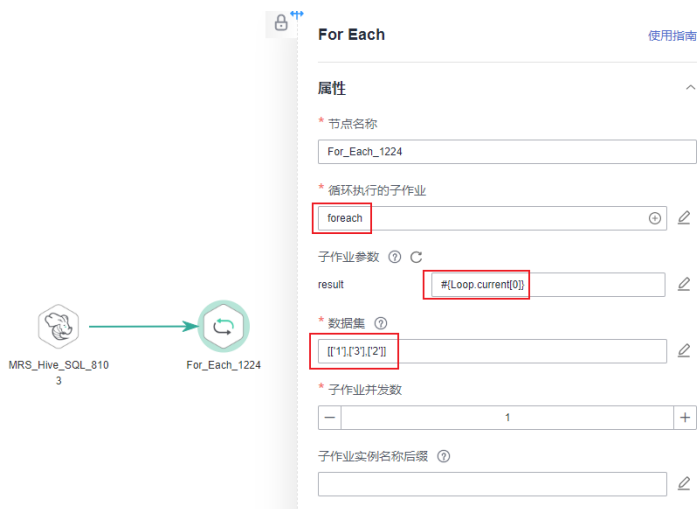 For Each
使用指南
属性
* 节点名称
For_Each_1224
* 循环执行的子作业
foreach
子作业参数
result
#{Loop.current[0]}
* 数据集
[['1'],['3'],['2']]
* 子作业并发数
1
子作业实例名称后缀
MRS_Hive_SQL_810
3
For_Each_1224